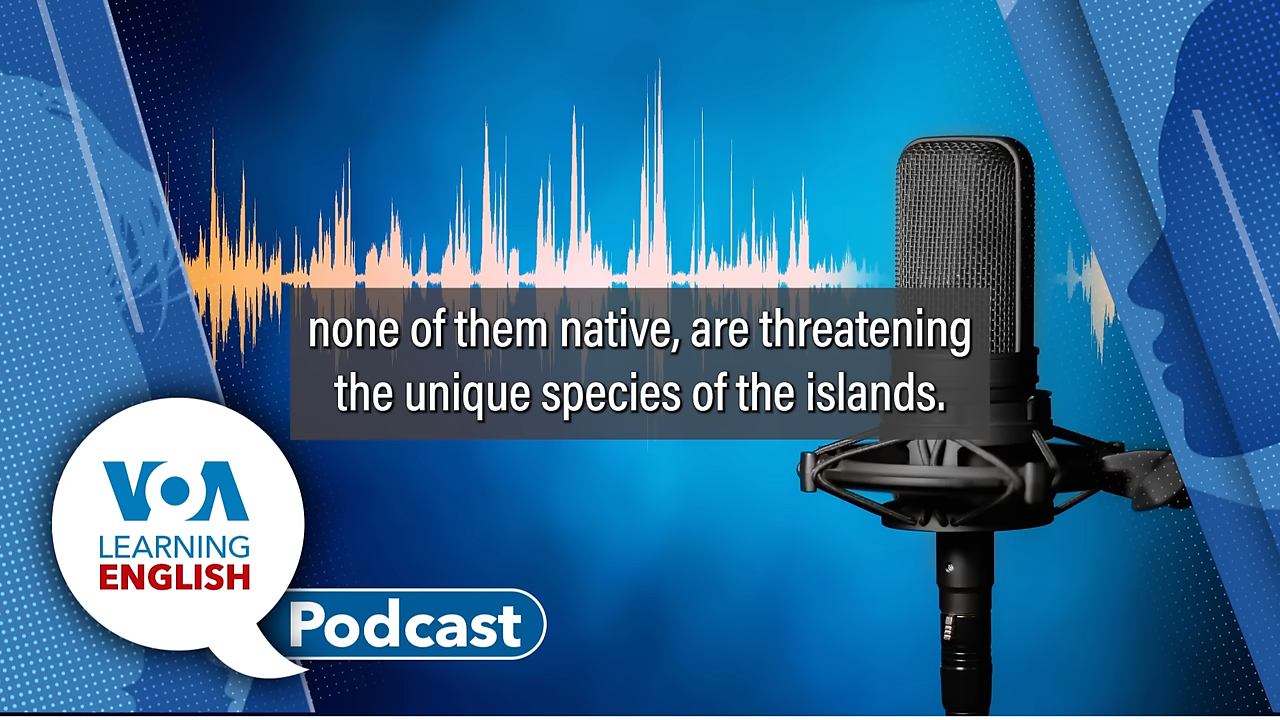 none of them native, are threatening
the unique species of the islands.
VOA
LEARNING
ENGLISH
Podcast